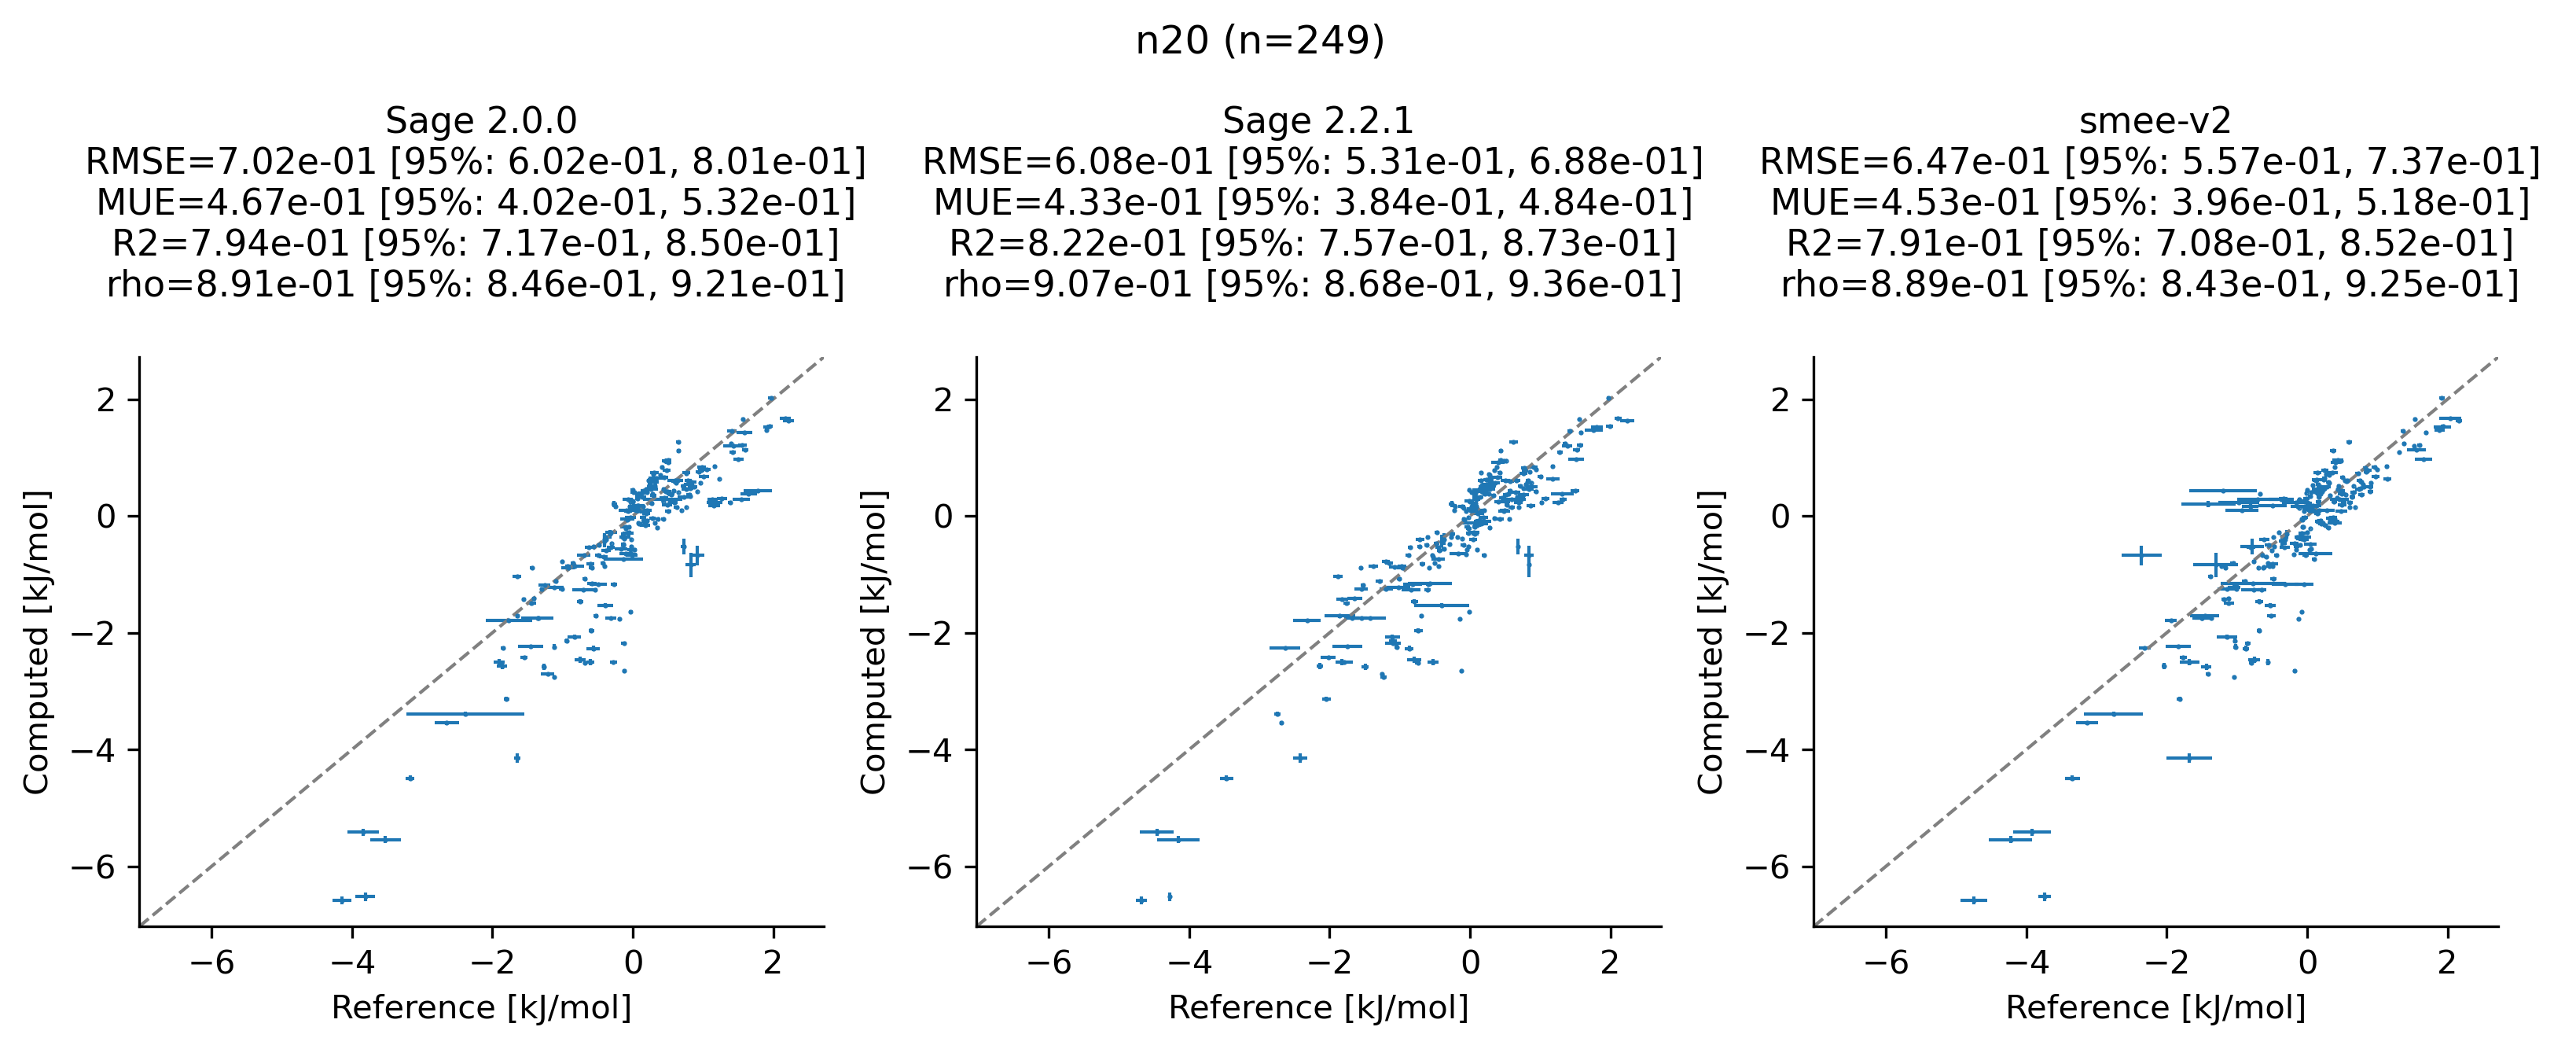 n20 (n=249)
Sage 2.0.0
RMSE=7.02e-01 [95%: 6.02e-01, 8.01e-01]
MUE=4.67e-01 [95%: 4.02e-01, 5.32e-01]
R2=7.94e-01 [95%: 7.17e-01, 8.50e-01]
rho=8.91e-01 [95%: 8.46e-01, 9.21e-01]
2
0
−2
−4
−6
Computed [kJ/mol]
−6 −4 −2 0 2
Reference [kJ/mol]
Sage 2.2.1
RMSE=6.08e-01 [95%: 5.31e-01, 6.88e-01]
MUE=4.33e-01 [95%: 3.84e-01, 4.84e-01]
R2=8.22e-01 [95%: 7.57e-01, 8.73e-01]
rho=9.07e-01 [95%: 8.68e-01, 9.36e-01]
2
0
−2
−4
−6
Computed [kJ/mol]
−6 −4 −2 0 2
Reference [kJ/mol]
smee-v2
RMSE=6.47e-01 [95%: 5.57e-01, 7.37e-01]
MUE=4.53e-01 [95%: 3.96e-01, 5.18e-01]
R2=7.91e-01 [95%: 7.08e-01, 8.52e-01]
rho=8.89e-01 [95%: 8.43e-01, 9.25e-01]
2
0
−2
−4
−6
Computed [kJ/mol]
−6 −4 −2 0 2
Reference [kJ/mol]